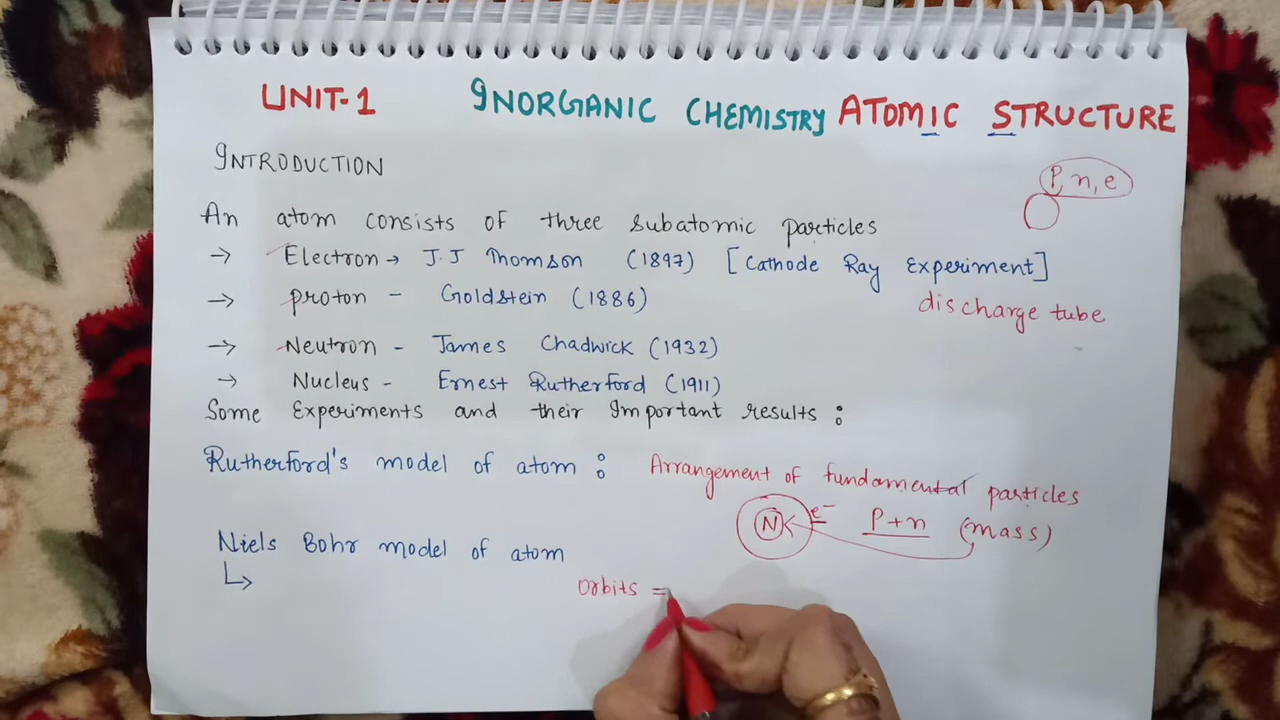 UNIT-1 INORGANIC CHEMISTRY ATOMIC STRUCTURE
INTRODUCTION
P, n, e
An atom consists of three subatomic particles
→ Electron → J.J Thomson (1897) [Cathode Ray Experiment]
→ proton - Goldstein (1886)
discharge tube
→ Neutron - James Chadwick (1932)
→ Nucleus - Ernest Rutherford (1911)
Some Experiments and their Important results :
Rutherford's model of atom : Arrangement of fundamental particles
N e⁻ P+n (mass)
Niels Bohr model of atom
↳ Orbits =